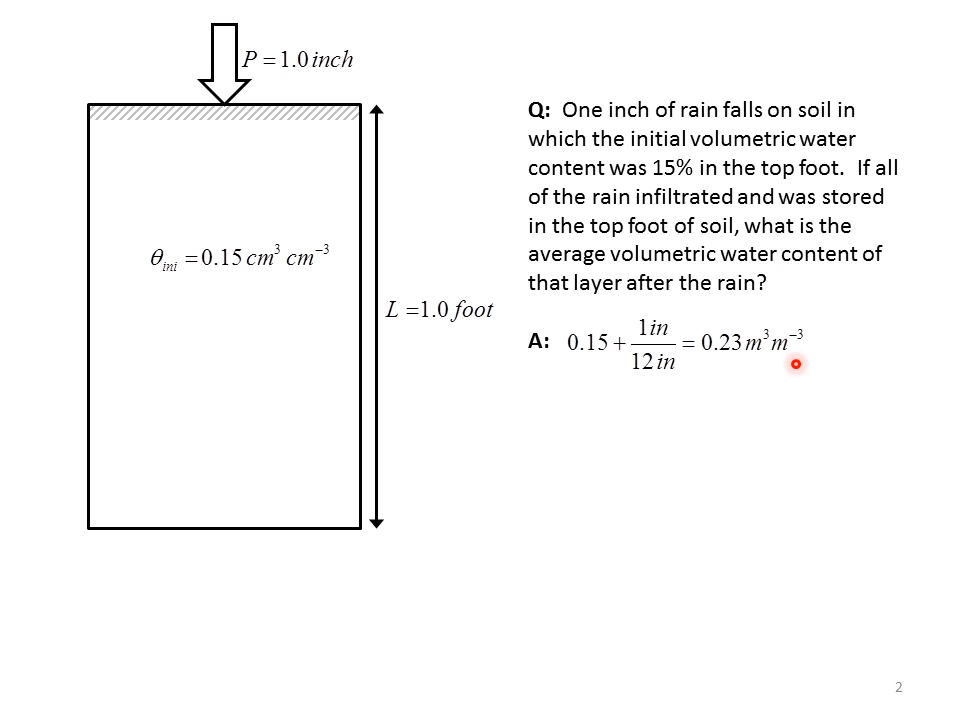 P = 1.0 inch
θini = 0.15 cm³ cm⁻³
L = 1.0 foot
Q: One inch of rain falls on soil in
which the initial volumetric water
content was 15% in the top foot. If all
of the rain infiltrated and was stored
in the top foot of soil, what is the
average volumetric water content of
that layer after the rain?
A: 0.15 + 1in/12in = 0.23 m³m⁻³
2